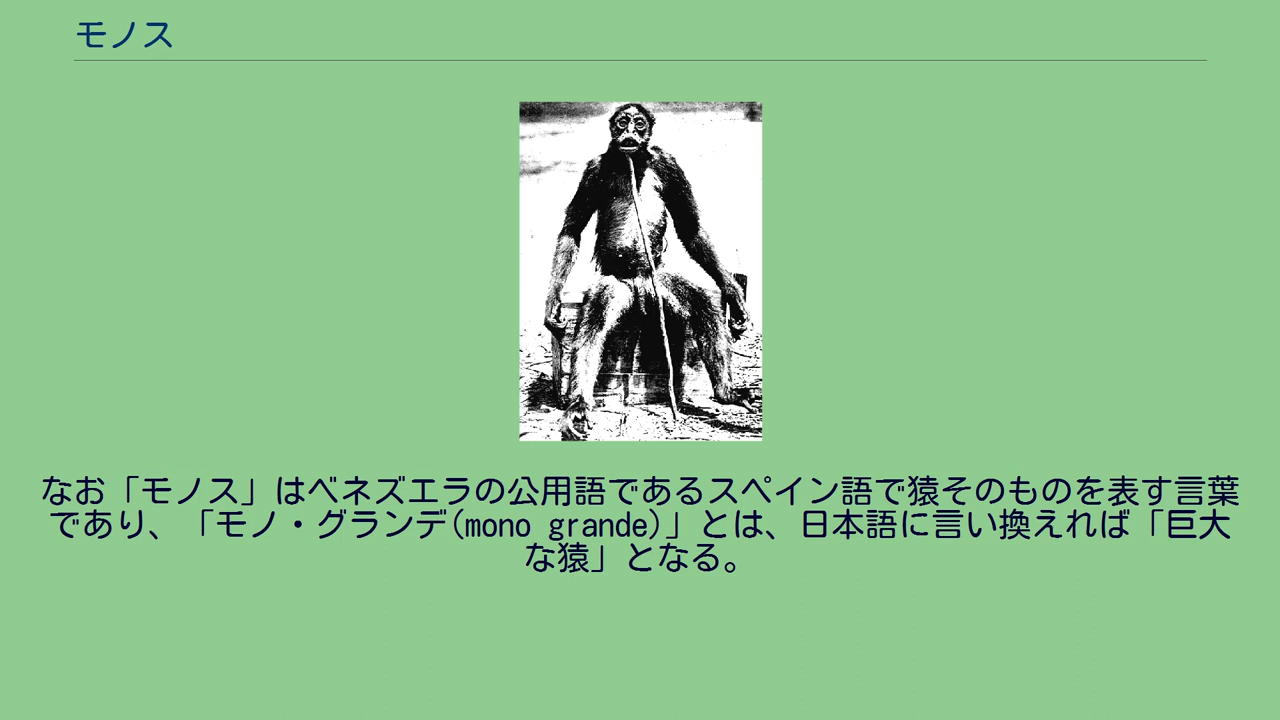 モノス
なお「モノス」はベネズエラの公用語であるスペイン語で猿そのものを表す言葉
であり、「モノ・グランデ(mono grande)」とは、日本語に言い換えれば「巨大
な猿」となる。